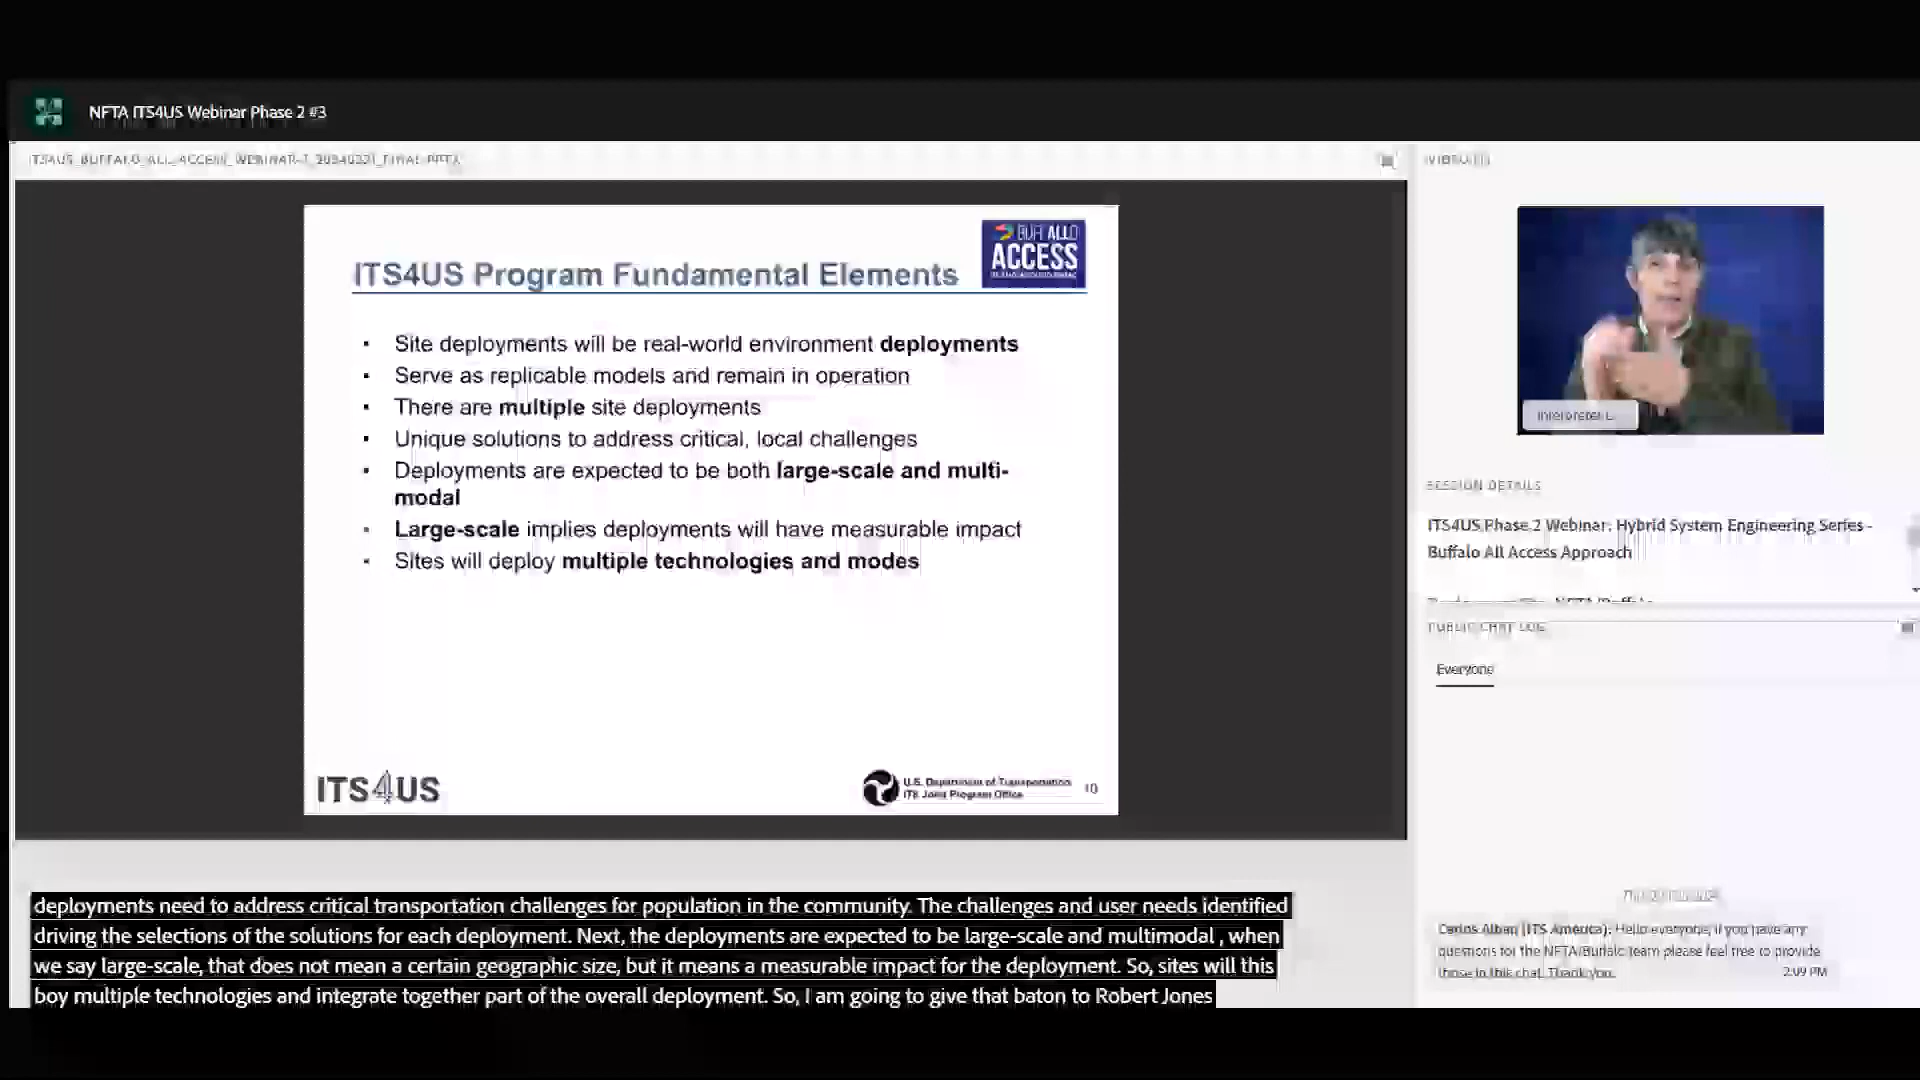 NFTA ITS4US Webinar Phase 2 #3
ITS4US_BUFFALO_ALL_ACCESS_WEBINAR
FINAL.PPTX
BUFFALLO
ACCESS
ITS4US Program Fundamental Elements
· Site deployments will be real-world environment deployments
· Serve as replicable models and remain in operation
· There are multiple site deployments
· Unique solutions to address critical, local challenges
· Deployments are expected to be both large-scale and multi-
modal
· Large-scale implies deployments will have measurable impact
· Sites will deploy multiple technologies and modes
ITS4US
U.S. Department of Transportation
ITS Joint Program Office
10
Interpreter L...
SESSION DETAILS
ITS4US Phase 2 Webinar: Hybrid System Engineering Series -
Buffalo All Access Approach
NFTA/Buffalo
PUBLIC CHAT LOG
Everyone
Carlos Alban (ITS America): Hello everyone, if you have any
questions for the NFTA/Buffalo team please feel free to provide
those in this chat. Thank you.
2:09 PM
deployments need to address critical transportation challenges for population in the community. The challenges and user needs identified
driving the selections of the solutions for each deployment. Next, the deployments are expected to be large-scale and multimodal , when
we say large-scale, that does not mean a certain geographic size, but it means a measurable impact for the deployment. So, sites will this
boy multiple technologies and integrate together part of the overall deployment. So, I am going to give that baton to Robert Jones